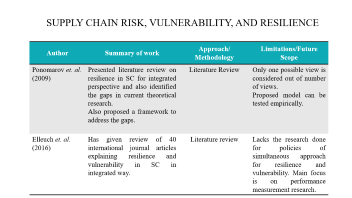 SUPPLY CHAIN RISK, VULNERABILITY, AND RESILIENCE
Author
Summary of work
Approach/
Methodology
Limitations/Future
Scope
Ponomarov et. al.
(2009)
Presented literature review on
resilience in SC for integrated
perspective and also identified
the gaps in current theoretical
research.
Also proposed a framework to
address the gaps.
Literature Review
Only one possible view is
considered out of number
of views.
Proposed model can be
tested empirically.
Elleuch et. al.
(2016)
Has given review of 40
international journal articles
explaining resilience and
vulnerability in SC in
integrated way.
Literature review
Lacks the research done
for policies of
simultaneous approach
for resilience and
vulnerability. Main focus
is on performance
measurement research.